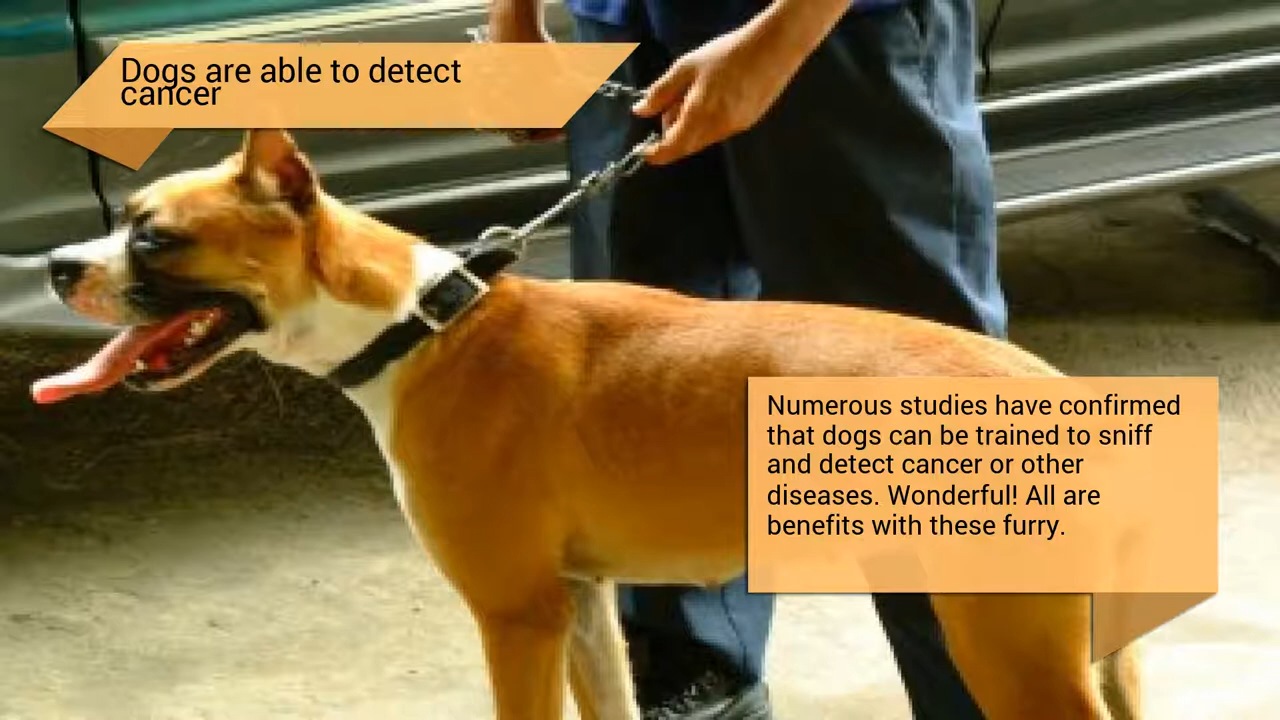 Dogs are able to detect
cancer
Numerous studies have confirmed
that dogs can be trained to sniff
and detect cancer or other
diseases. Wonderful! All are
benefits with these furry.